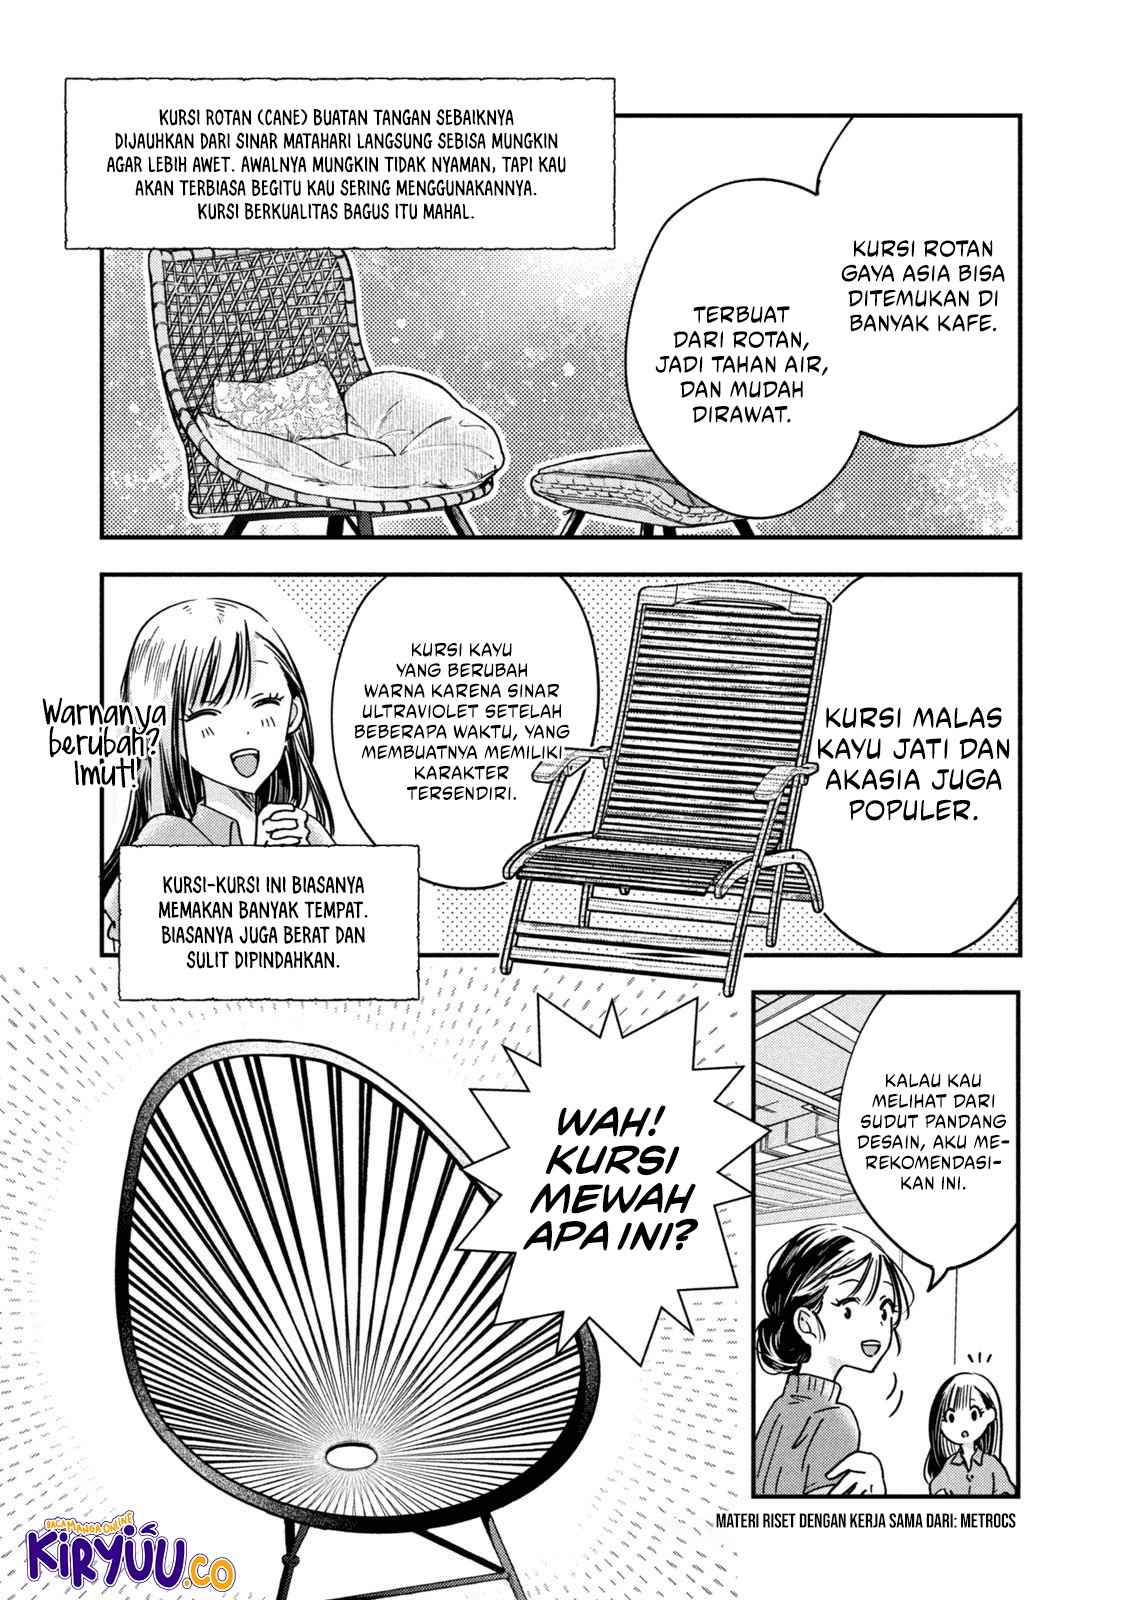 KURSI ROTAN (CANE) BUATAN TANGAN SEBAIKNYA
DIJAUHKAN DARI SINAR MATAHARI LANGSUNG SEBISA MUNGKIN
AGAR LEBIH AWET. AWALNYA MUNGKIN TIDAK NYAMAN, TAPI KAU
AKAN TERBIASA BEGITU KAU SERING MENGGUNAKANNYA.
KURSI BERKUALITAS BAGUS ITU MAHAL.
KURSI ROTAN
GAYA ASIA BISA
DITEMUKAN DI
BANYAK KAFE.
TERBUAT
DARI ROTAN,
JADI TAHAN AIR,
DAN MUDAH
DIRAWAT.
KURSI MALAS
KAYU JATI DAN
AKASIA JUGA
POPULER.
KURSI KAYU
YANG BERUBAH
WARNA KARENA SINAR
ULTRAVIOLET SETELAH
BEBERAPA WAKTU, YANG
MEMBUATNYA MEMILIKI
KARAKTER
TERSENDIRI.
Warnanya
berubah?
Imut!
KURSI-KURSI INI BIASANYA
MEMAKAN BANYAK TEMPAT.
BIASANYA JUGA BERAT DAN
SULIT DIPINDAHKAN.
KALAU KAU
MELIHAT DARI
SUDUT PANDANG
DESAIN, AKU ME-
REKOMENDASI-
KAN INI.
WAH!
KURSI
MEWAH
APA INI?
MATERI RISET DENGAN KERJA SAMA DARI: METROCS
BACA MANGA ONLINE
KIRYUU.CO